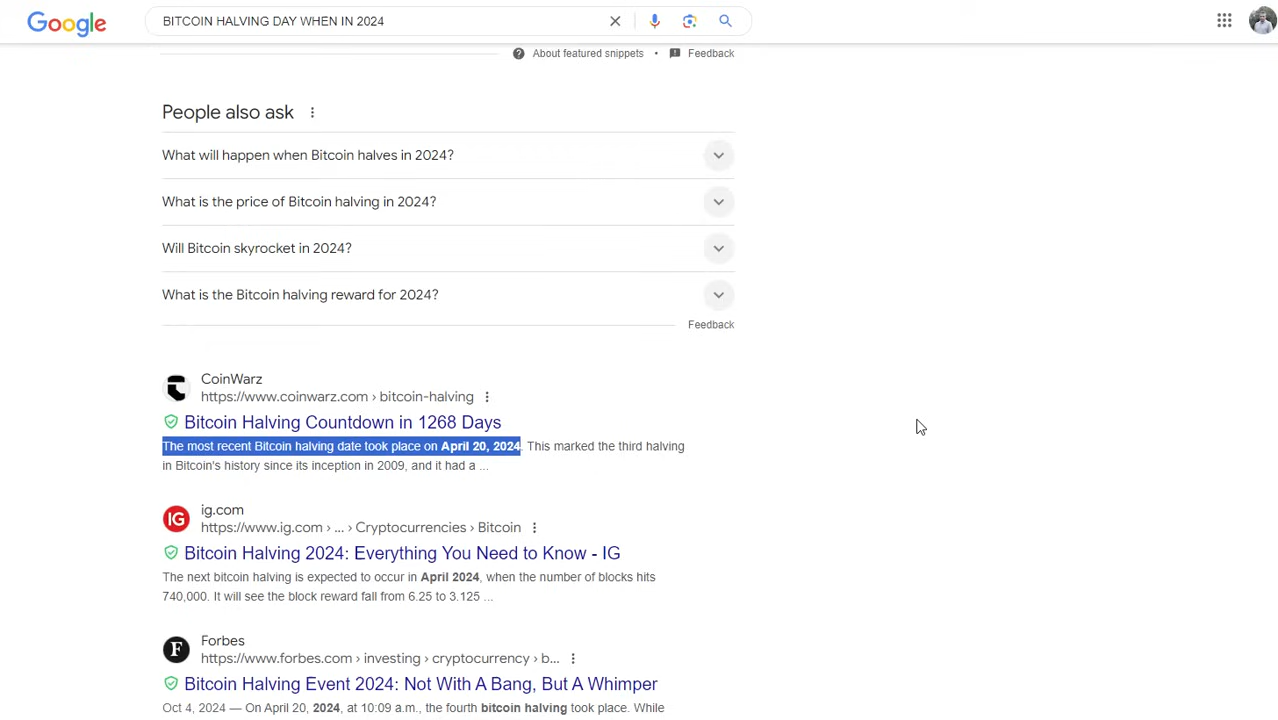 Google
BITCOIN HALVING DAY WHEN IN 2024
About featured snippets • Feedback
People also ask
What will happen when Bitcoin halves in 2024?
What is the price of Bitcoin halving in 2024?
Will Bitcoin skyrocket in 2024?
What is the Bitcoin halving reward for 2024?
Feedback
CoinWarz
https://www.coinwarz.com › bitcoin-halving
Bitcoin Halving Countdown in 1268 Days
The most recent Bitcoin halving date took place on April 20, 2024. This marked the third halving
in Bitcoin's history since its inception in 2009, and it had a ...
IG
ig.com
https://www.ig.com › ... › Cryptocurrencies › Bitcoin
Bitcoin Halving 2024: Everything You Need to Know - IG
The next bitcoin halving is expected to occur in April 2024, when the number of blocks hits
740,000. It will see the block reward fall from 6.25 to 3.125 ...
F
Forbes
https://www.forbes.com › investing › cryptocurrency › b...
Bitcoin Halving Event 2024: Not With A Bang, But A Whimper
Oct 4, 2024 — On April 20, 2024, at 10:09 a.m., the fourth bitcoin halving took place. While